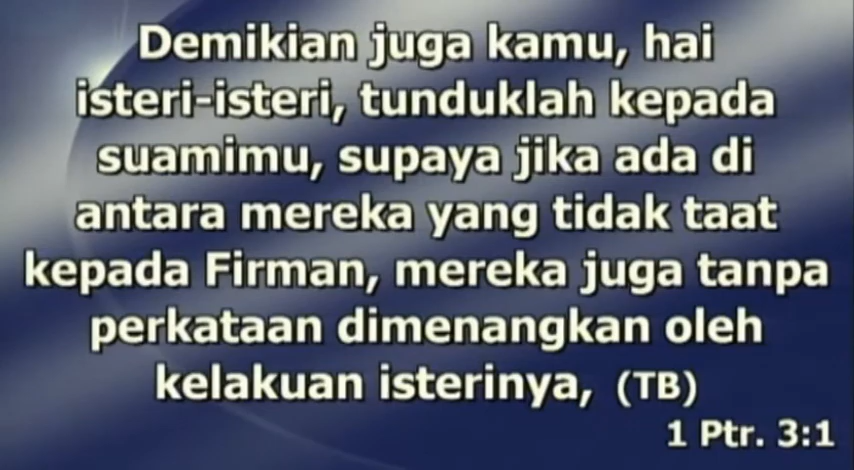 Demikian juga kamu, hai
isteri-isteri, tunduklah kepada
suamimu, supaya jika ada di
antara mereka yang tidak taat
kepada Firman, mereka juga tanpa
perkataan dimenangkan oleh
kelakuan isterinya, (TB)
1 Ptr. 3:1